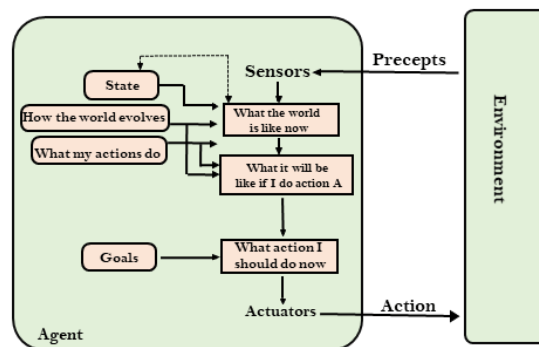 Precepts
Sensors
State
How the world evolves
What the world
is like now
What my actions do
What it will be
like if I do action A
Goals
What action I
should do now
Actuators
Action
Agent
Environment